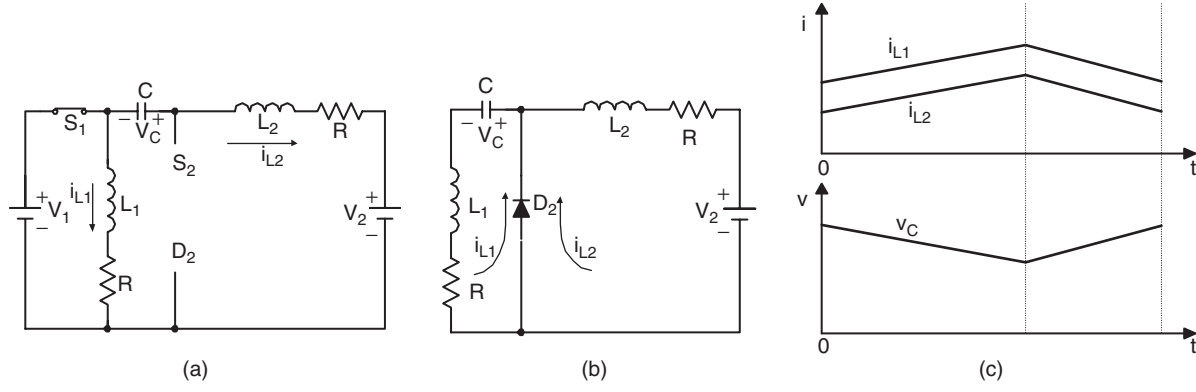 S1
C
− VC +
L2
R
iL2
S2
+
V1
−
iL1
L1
R
D2
+
V2
−
(a)
C
− VC +
L2
R
L1
iL1
R
D2
iL2
+
V2
−
(b)
i
iL1
iL2
0
t
v
vC
0
t
(c)